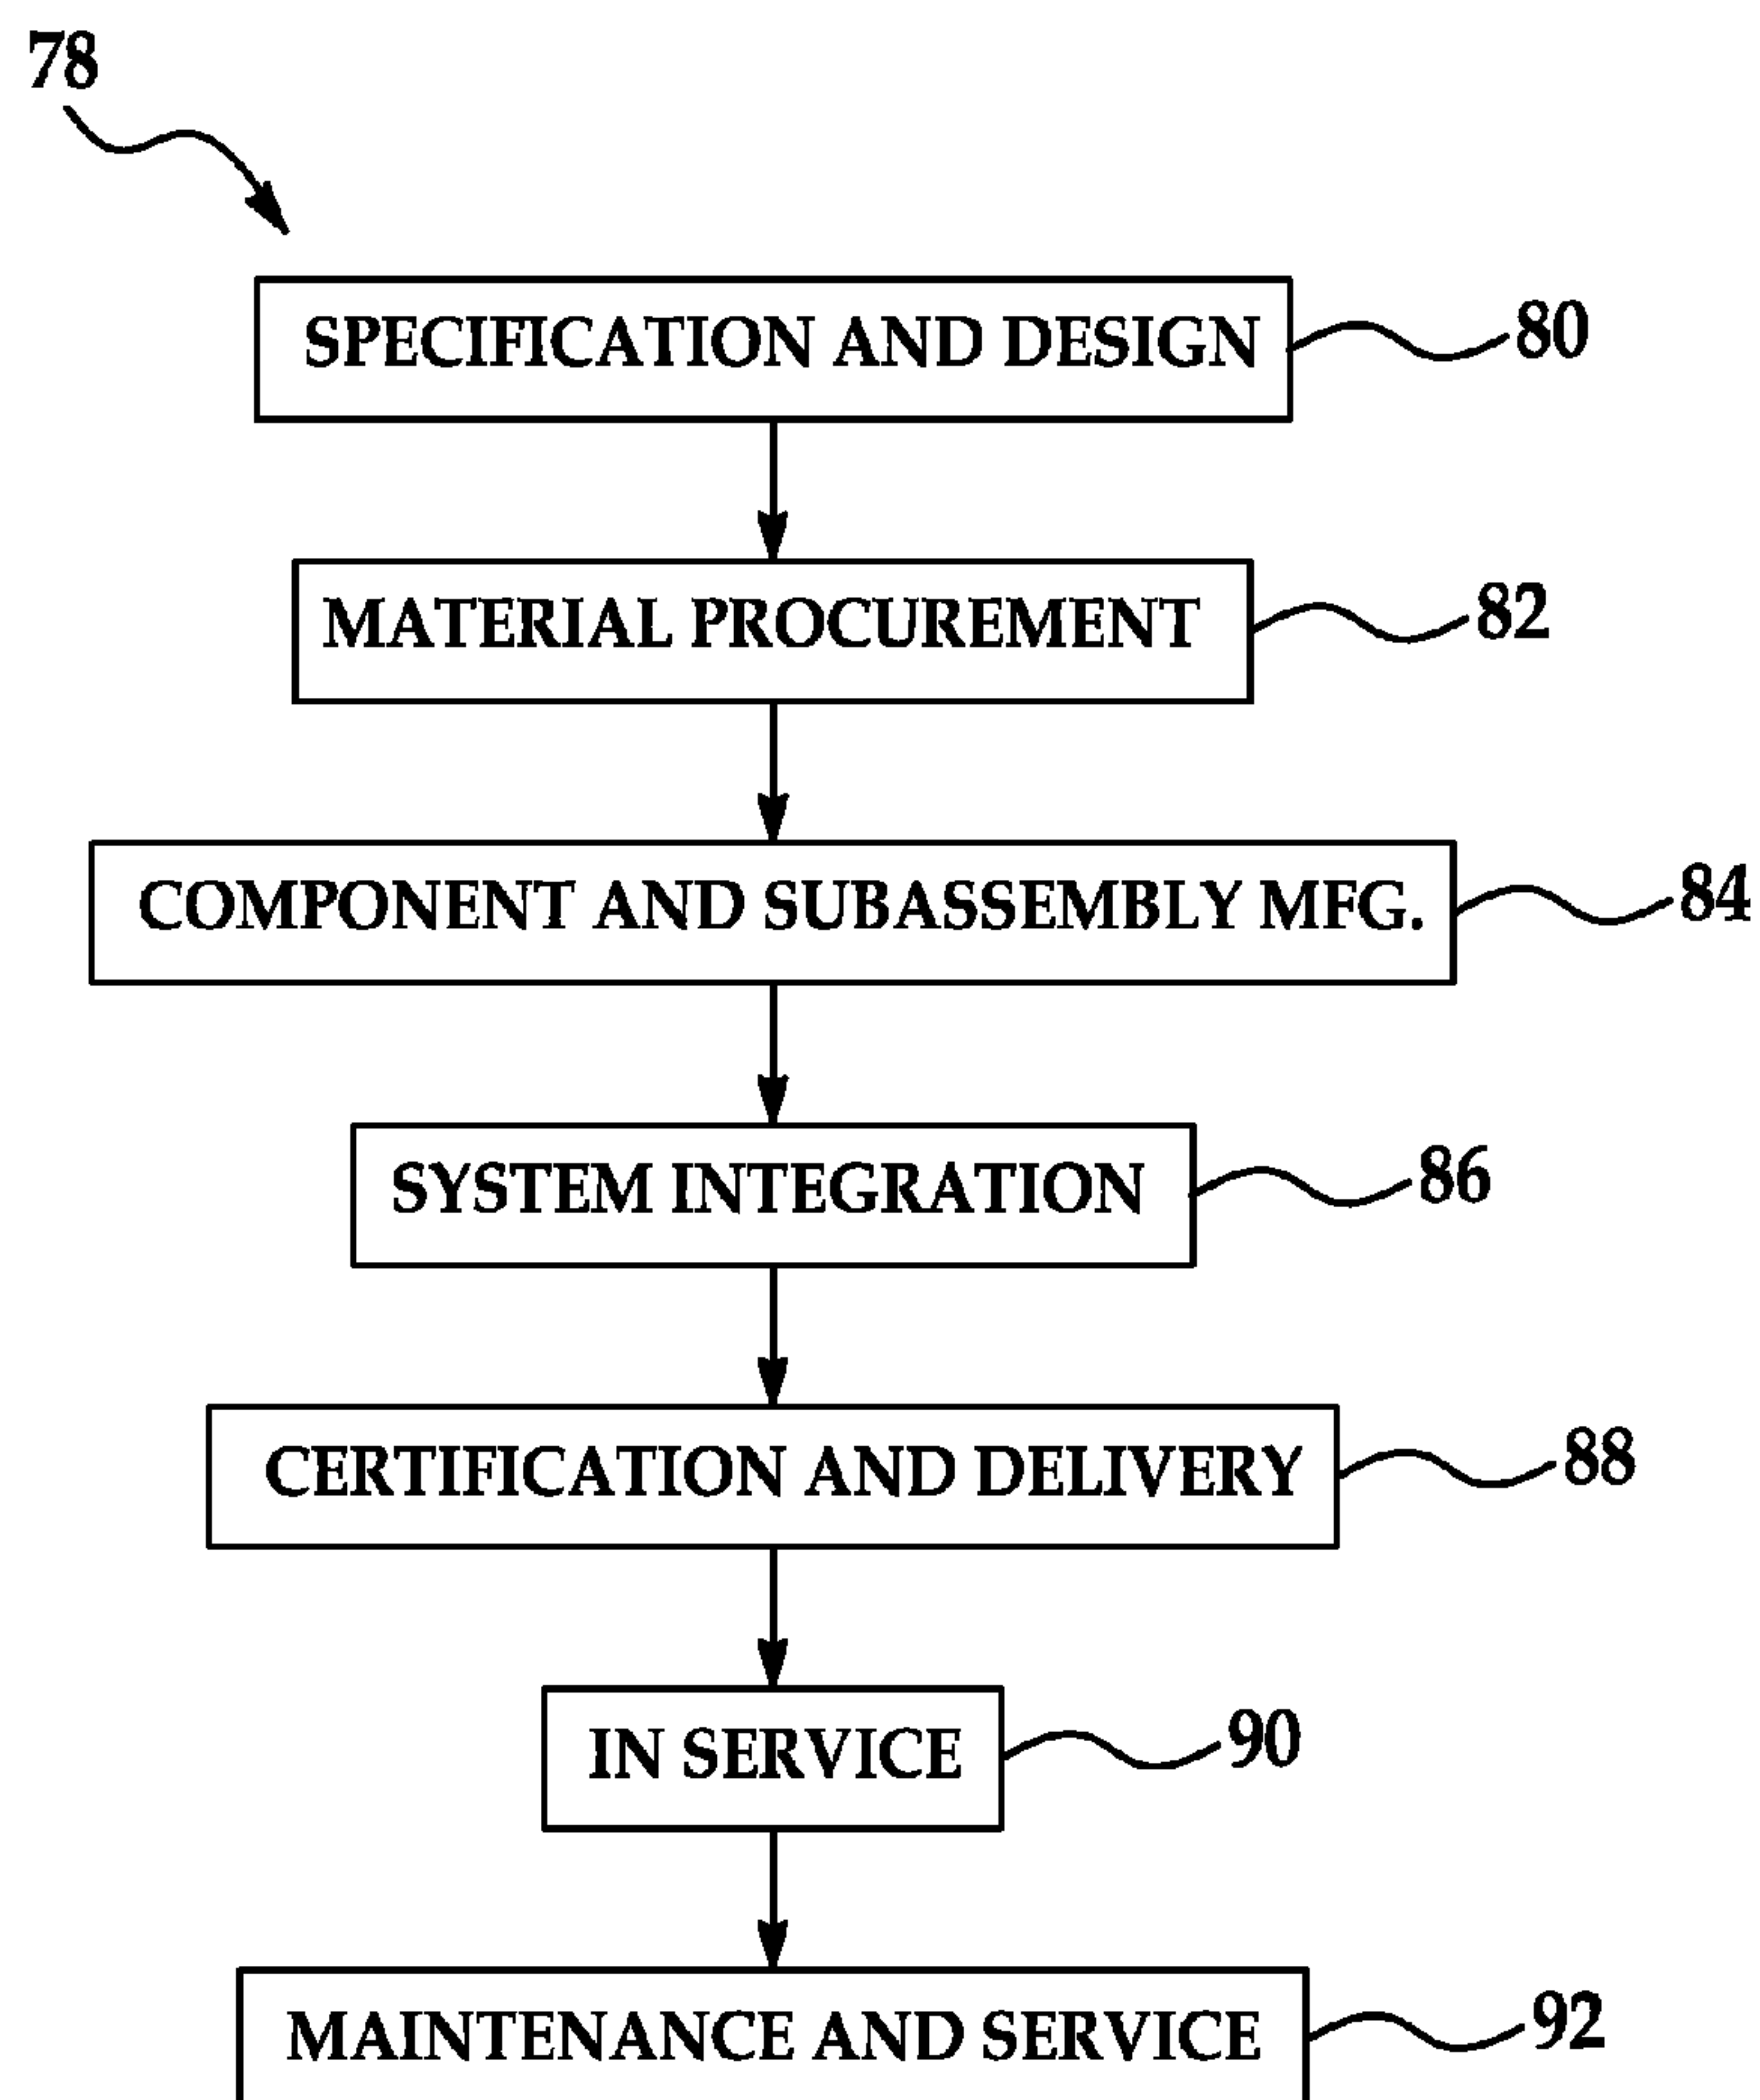 78
SPECIFICATION AND DESIGN 80
MATERIAL PROCUREMENT 82
COMPONENT AND SUBASSEMBLY MFG. 84
SYSTEM INTEGRATION 86
CERTIFICATION AND DELIVERY 88
IN SERVICE 90
MAINTENANCE AND SERVICE 92